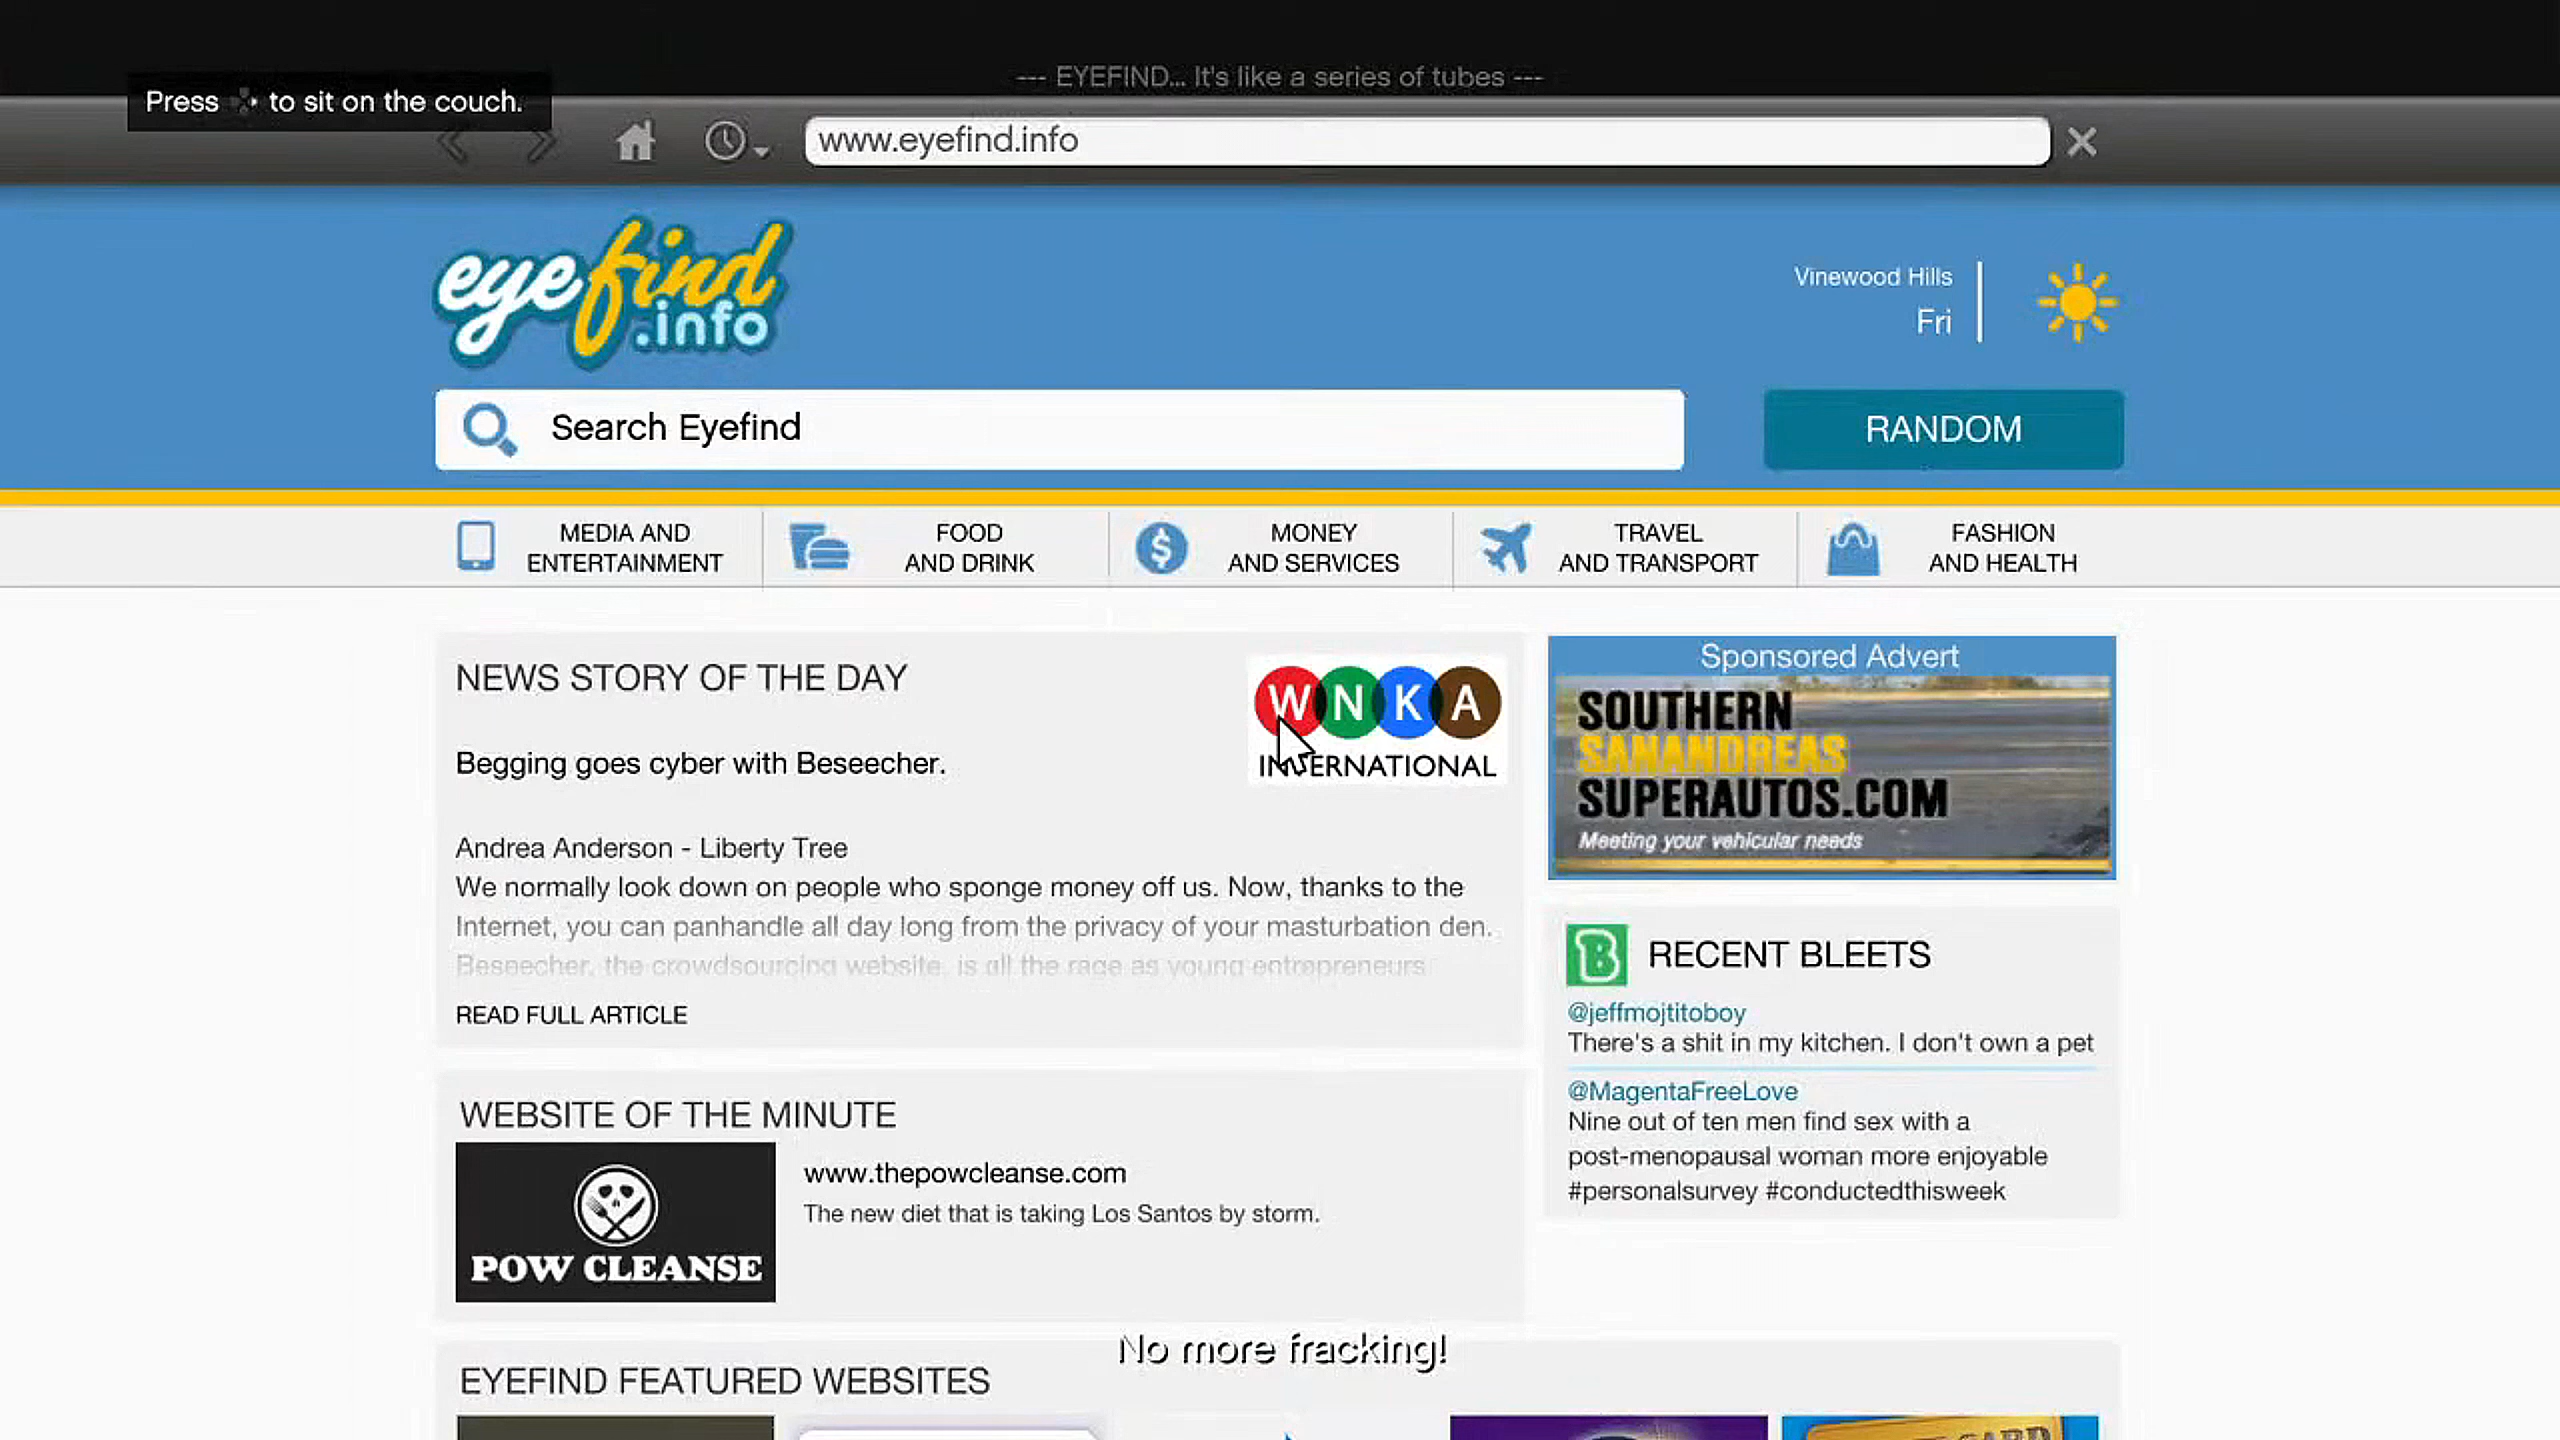 --- EYEFIND... It's like a series of tubes ---
Press to sit on the couch.
www.eyefind.info
eyefind
.info
Vinewood Hills
Fri
Search Eyefind
RANDOM
MEDIA AND
ENTERTAINMENT
FOOD
AND DRINK
MONEY
AND SERVICES
TRAVEL
AND TRANSPORT
FASHION
AND HEALTH
NEWS STORY OF THE DAY
WNKA
INTERNATIONAL
Begging goes cyber with Beseecher.
Andrea Anderson - Liberty Tree
We normally look down on people who sponge money off us. Now, thanks to the
Internet, you can panhandle all day long from the privacy of your masturbation den.
Beseecher, the crowdsourcing website, is all the rage as young entrepreneurs
READ FULL ARTICLE
Sponsored Advert
SOUTHERN
SANANDREAS
SUPERAUTOS.COM
Meeting your vehicular needs
B
RECENT BLEETS
@jeffmojtitoboy
There's a shit in my kitchen. I don't own a pet
@MagentaFreeLove
Nine out of ten men find sex with a
post-menopausal woman more enjoyable
#personalsurvey #conductedthisweek
WEBSITE OF THE MINUTE
POW CLEANSE
www.thepowcleanse.com
The new diet that is taking Los Santos by storm.
No more fracking!
EYEFIND FEATURED WEBSITES